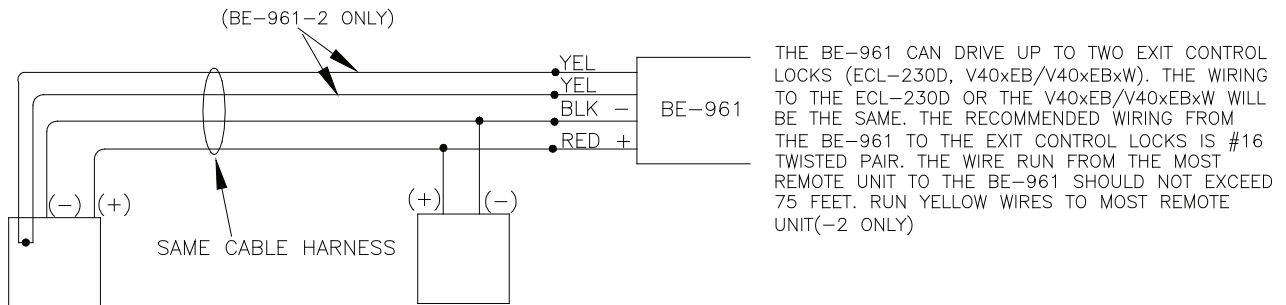 (BE-961-2 ONLY)
YEL
YEL
BLK -
RED +
BE-961
(-) (+)
(+) (-)
SAME CABLE HARNESS
THE BE-961 CAN DRIVE UP TO TWO EXIT CONTROL
LOCKS (ECL-230D, V40xEB/V40xEBxW). THE WIRING
TO THE ECL-230D OR THE V40xEB/V40xEBxW WILL
BE THE SAME. THE RECOMMENDED WIRING FROM
THE BE-961 TO THE EXIT CONTROL LOCKS IS #16
TWISTED PAIR. THE WIRE RUN FROM THE MOST
REMOTE UNIT TO THE BE-961 SHOULD NOT EXCEED
75 FEET. RUN YELLOW WIRES TO MOST REMOTE
UNIT(-2 ONLY)